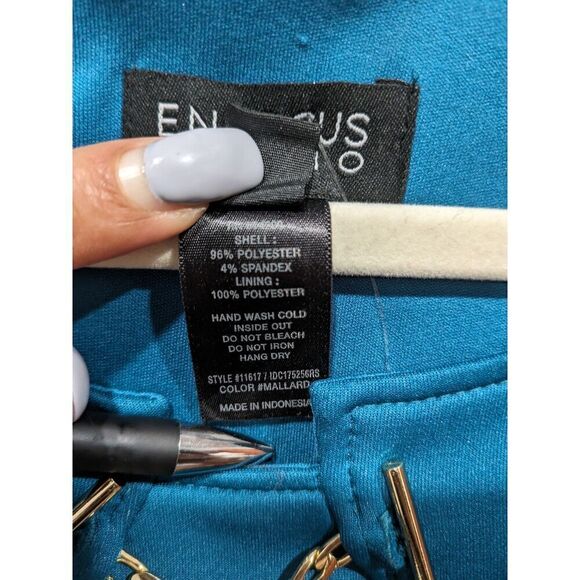 SHELL :
96% POLYESTER
4% SPANDEX
LINING :
100% POLYESTER
HAND WASH COLD
INSIDE OUT
DO NOT BLEACH
DO NOT IRON
HANG DRY
STYLE #11617 / IDC175256RS
COLOR #MALLARD
MADE IN INDONESIA